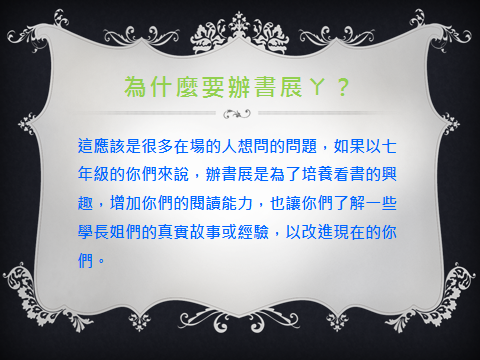 為什麼要辦書展ㄚ？
這應該是很多在場的人想問的問題，如果以七
年級的你們來說，辦書展是為了培養看書的興
趣，增加你們的閱讀能力，也讓你們了解一些
學長姐們的真實故事或經驗，以改進現在的你
們。